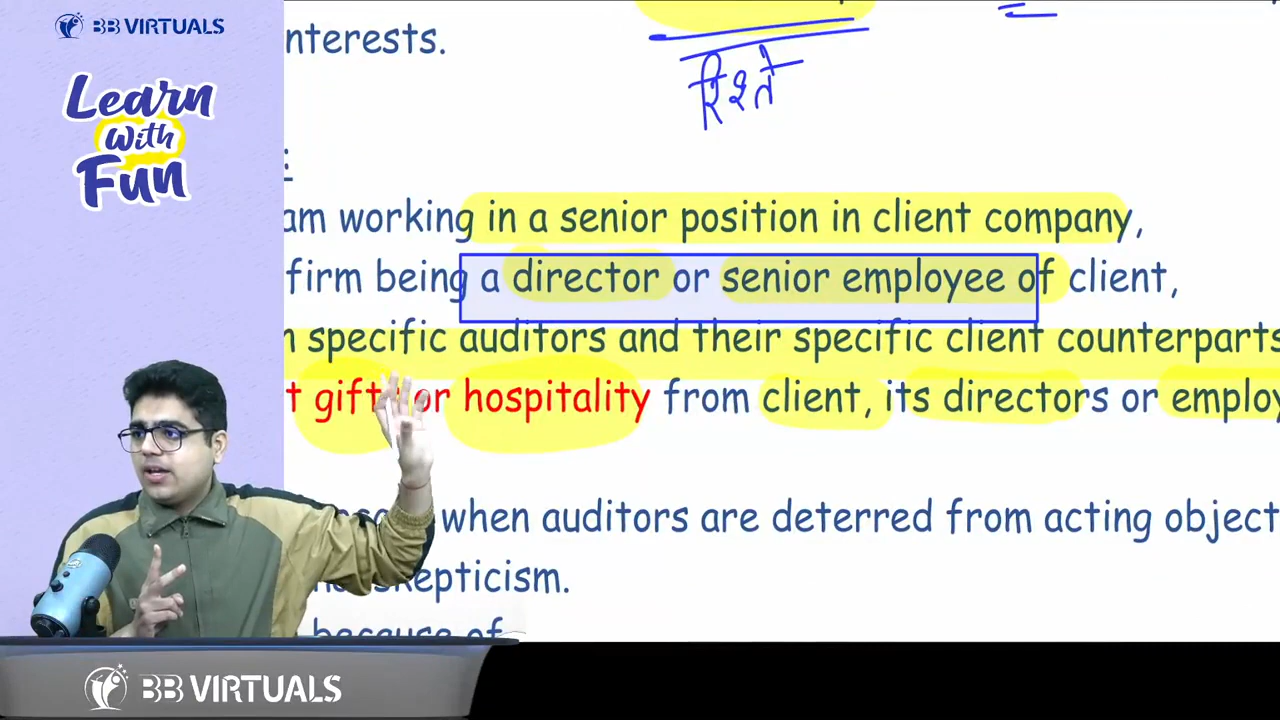 BB VIRTUALS
Learn
with
Fun
nterests.
रिश्ते
am working in a senior position in client company,
firm being a director or senior employee of client,
specific auditors and their specific client counterparts
t gift or hospitality from client, its directors or employ
when auditors are deterred from acting object
skepticism.
because of
BB VIRTUALS